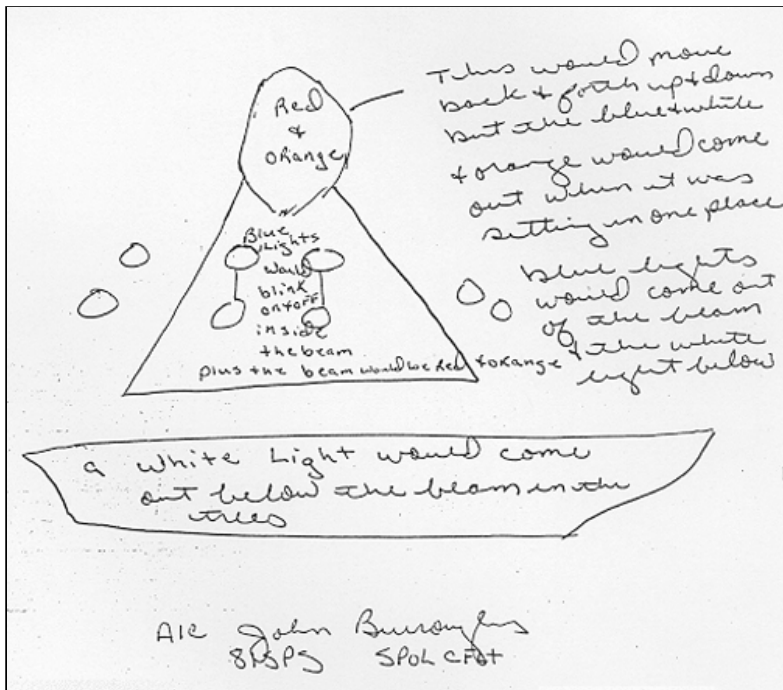 Red
&
orange
This would move
back & forth up & down
but the blue & white
& orange would come
out when it was
setting in one place
Blue
Lights
would
blink
on & off
inside
the beam
plus the beam would be Red & orange
blue lights
would come out
of the beam
& the white
light below
a white Light would come
out below the beam in the
trees
A1C John Burroughs
81SPS